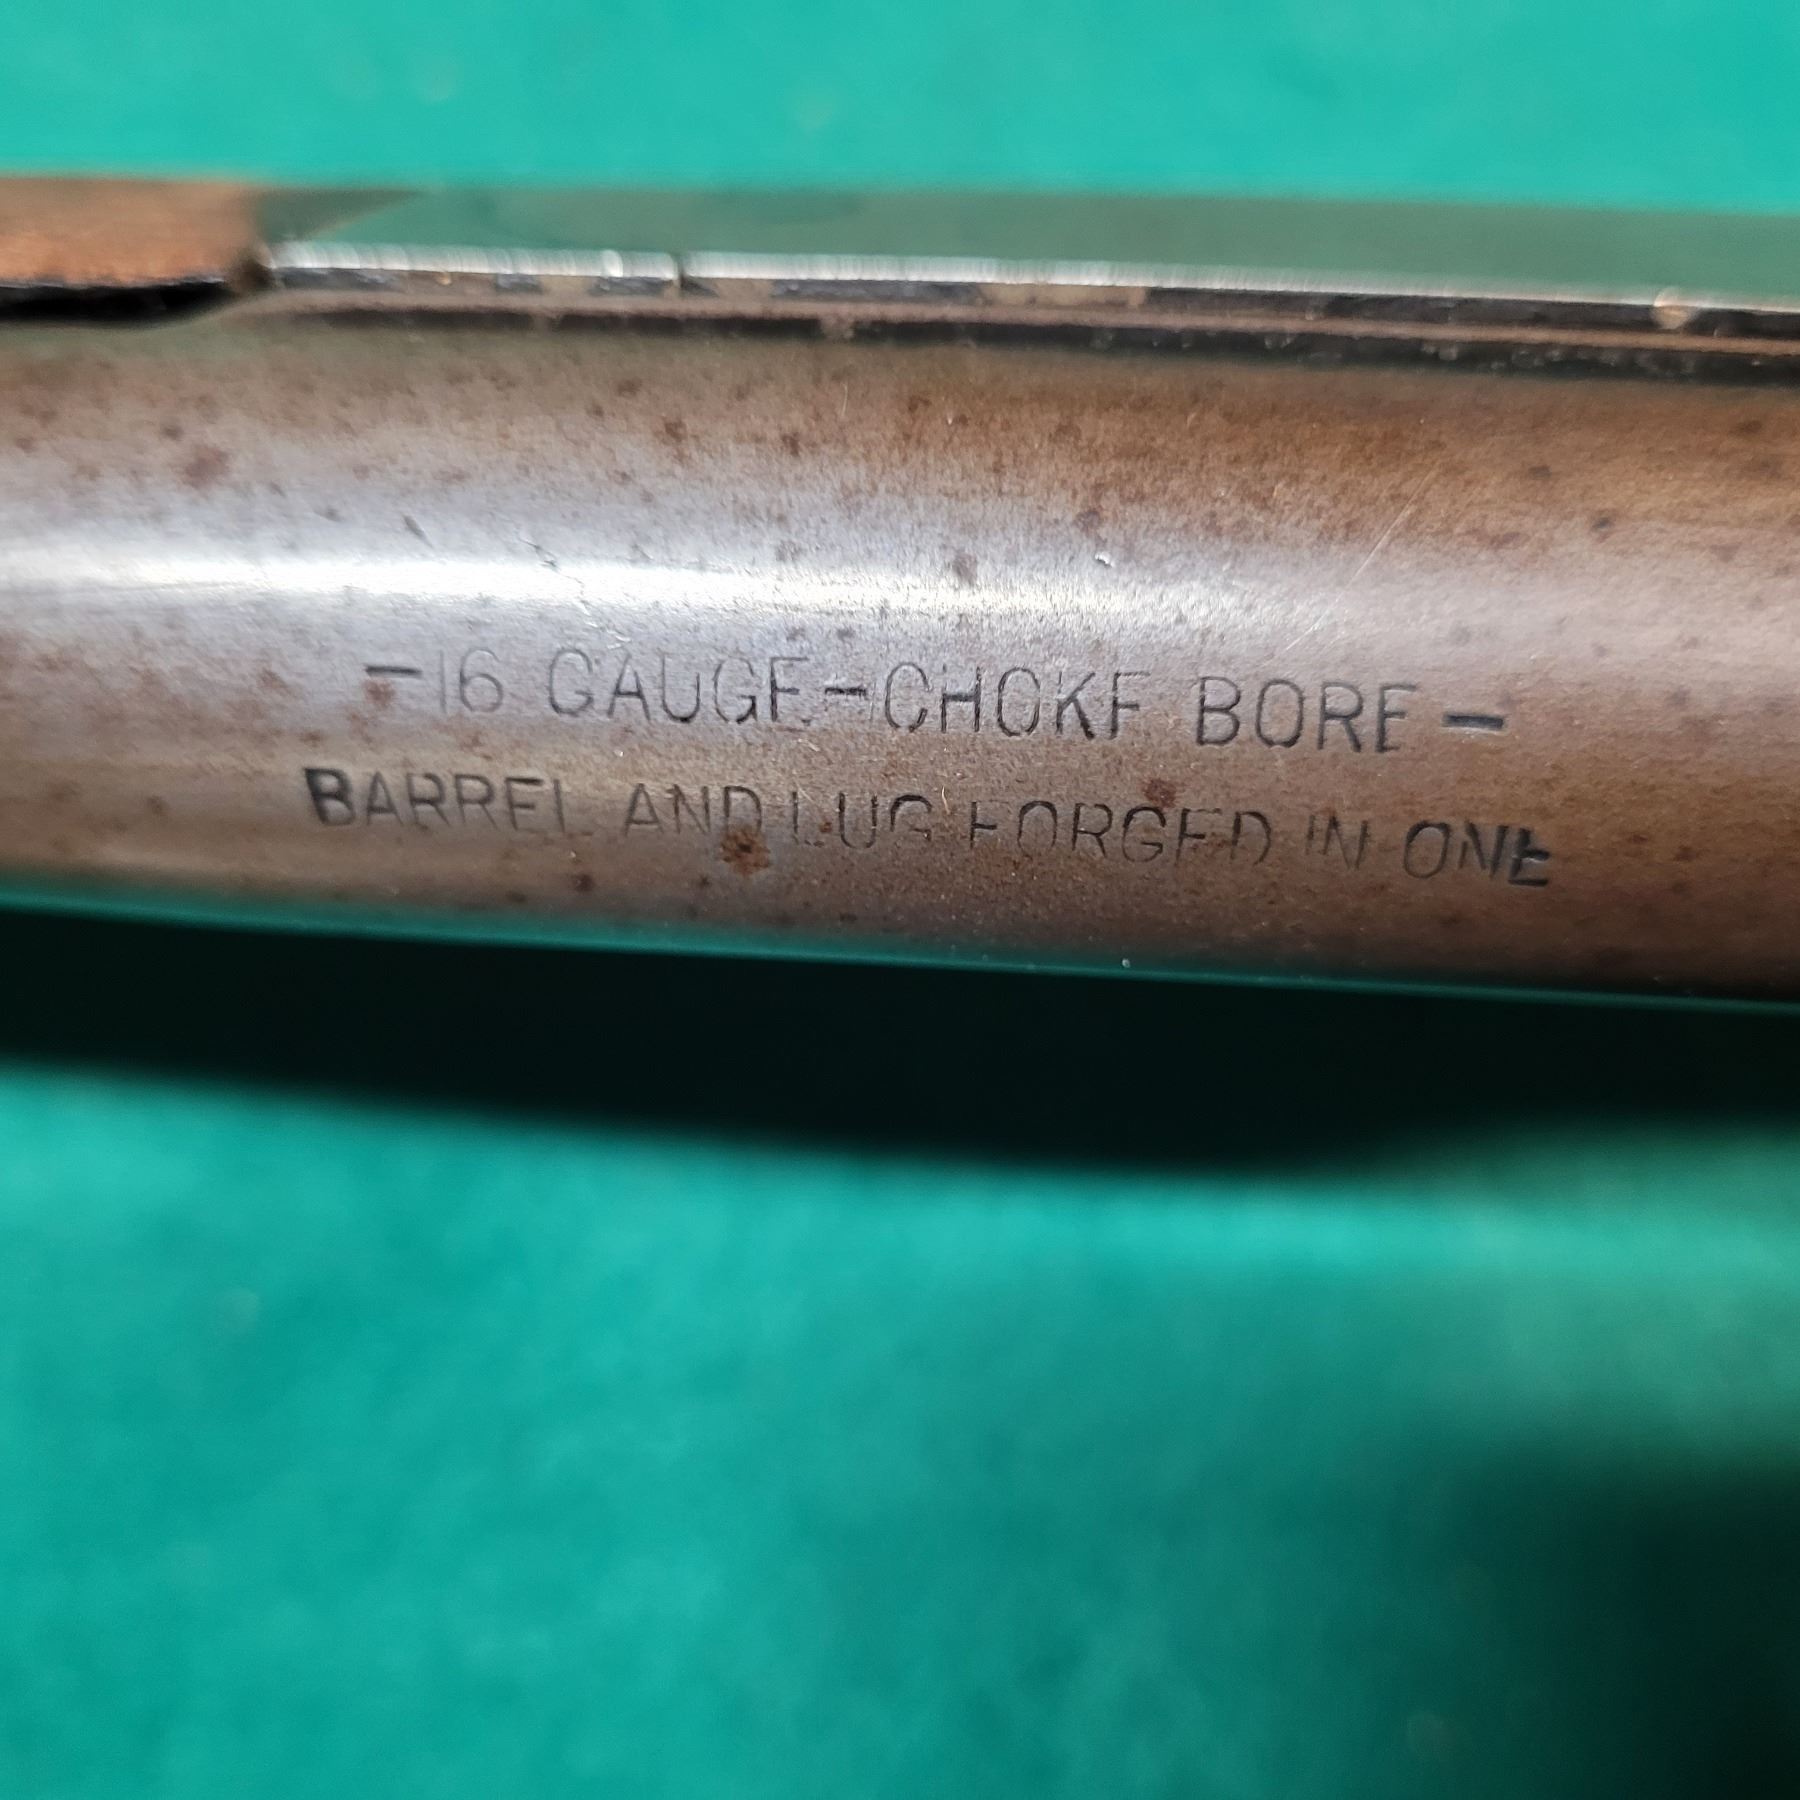 -16 GAUGE-CHOKE BORE-
BARREL AND LUG FORGED IN ONE